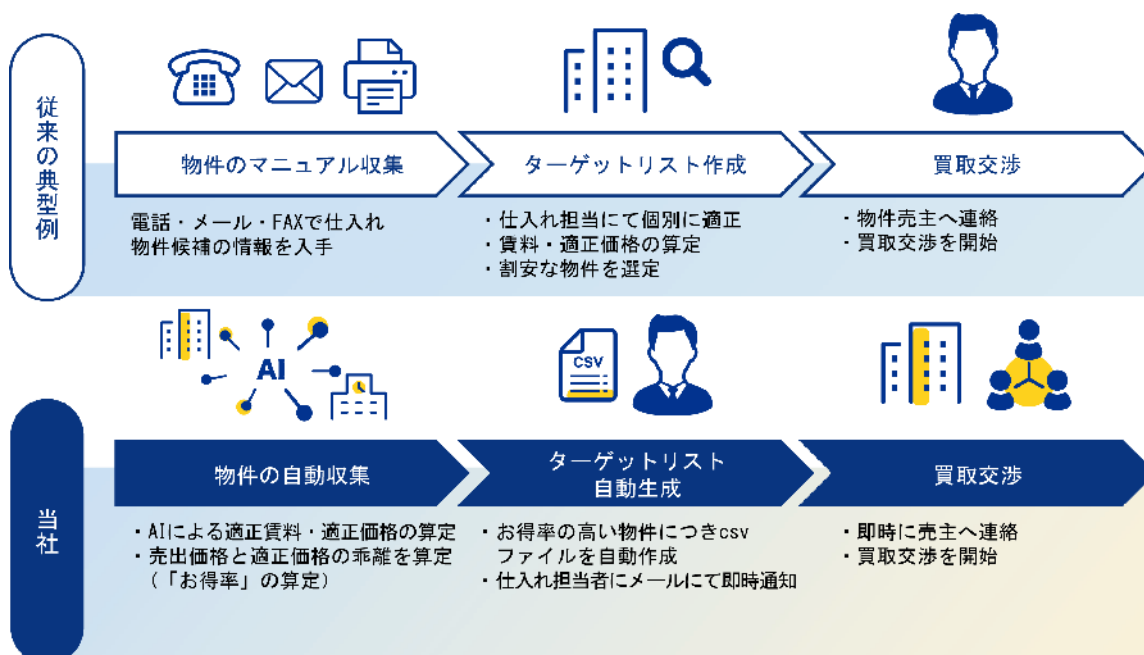 従来の典型例
物件のマニュアル収集
ターゲットリスト作成
買取交渉
電話・メール・FAXで仕入れ
物件候補の情報を入手
・仕入れ担当にて個別に適正
・賃料・適正価格の算定
・割安な物件を選定
・物件売主へ連絡
・買取交渉を開始
AI
CSV
当社
物件の自動収集
ターゲットリスト
自動生成
買取交渉
・AIによる適正賃料・適正価格の算定
・売出価格と適正価格の乖離を算定
(「お得率」の算定)
・お得率の高い物件につきcsv
ファイルを自動作成
・仕入れ担当者にメールにて即時通知
・即時に売主へ連絡
・買取交渉を開始